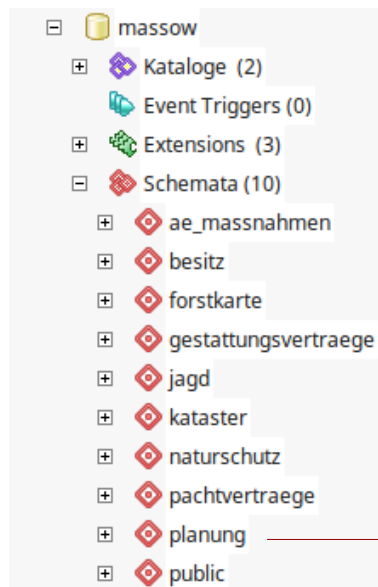 massow
Kataloge (2)
Event Triggers (0)
Extensions (3)
Schemata (10)
ae_massnahmen
besitz
forstkarte
gestattungsvertraege
jagd
kataster
naturschutz
pachtvertraege
planung
public